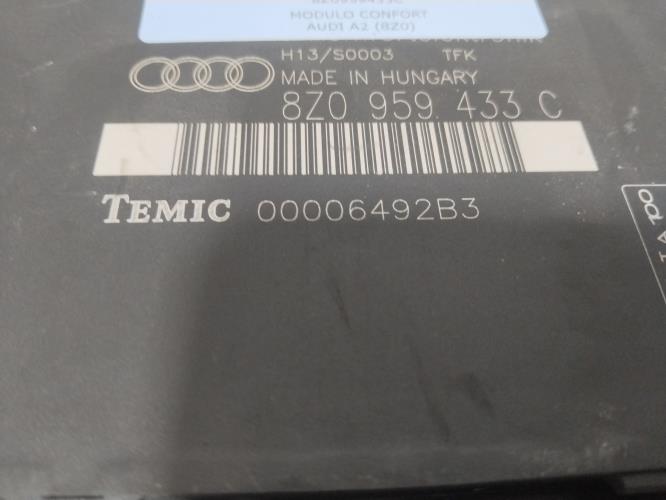 MODULO CONFORT
AUDI A2 (8Z0)
H13/S0003 TFK
MADE IN HUNGARY
8Z0 959 433 C
TEMIC 00006492B3